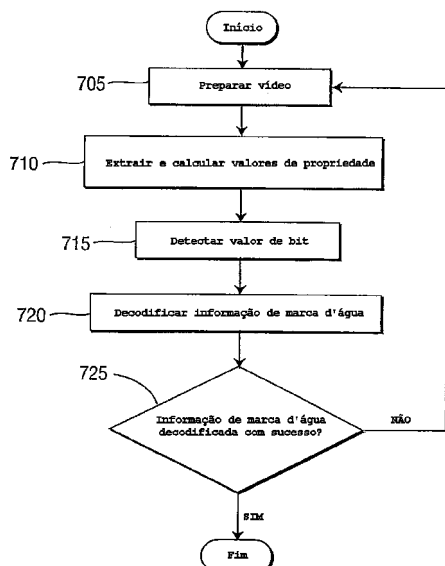 Início
705
Preparar vídeo
710
Extrair e calcular valores de propriedade
715
Detectar valor de bit
720
Decodificar informação de marca d'água
725
Informação de marca d'água
decodificada com sucesso?
NÃO
SIM
Fim